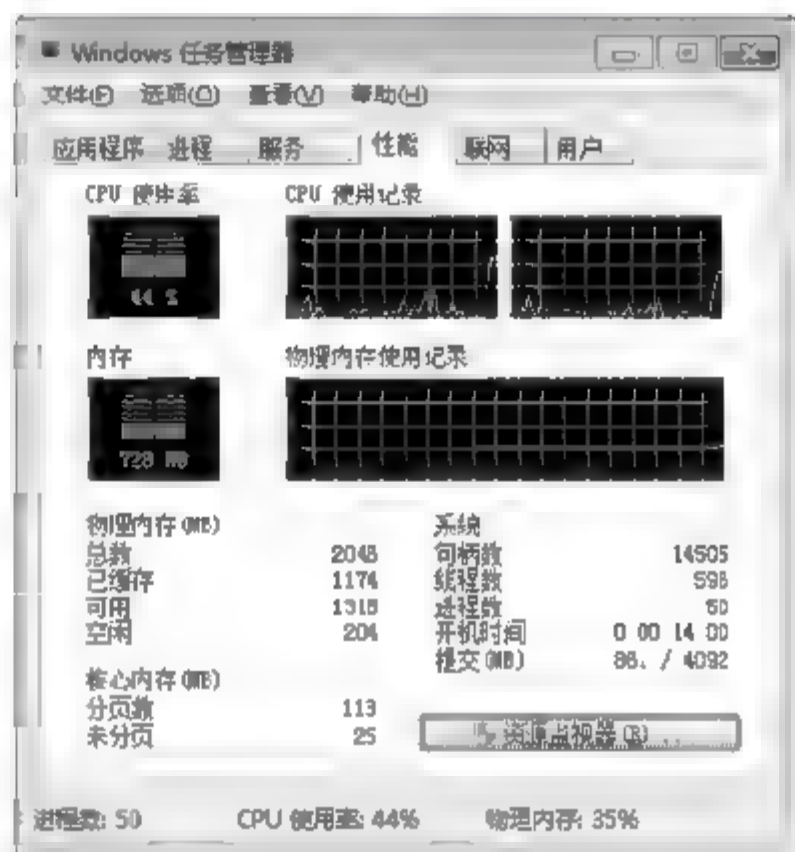 Windows 任务管理器
文件(F) 选项(O) 查看(V) 帮助(H)
应用程序 进程 服务 性能 联网 用户
CPU 使用率 CPU 使用记录
44 %
内存 物理内存使用记录
物理内存(MB) 系统
总数 2048 句柄数 14505
已缓存 1174 线程数
可用 进程数 50
空闲 204 开机时间 0 00 14 00
提交(MB) / 4092
核心内存(MB)
分页数 113
未分页 25
资源监视器(R)
进程数: 50 CPU 使用率: 44% 物理内存: 35%